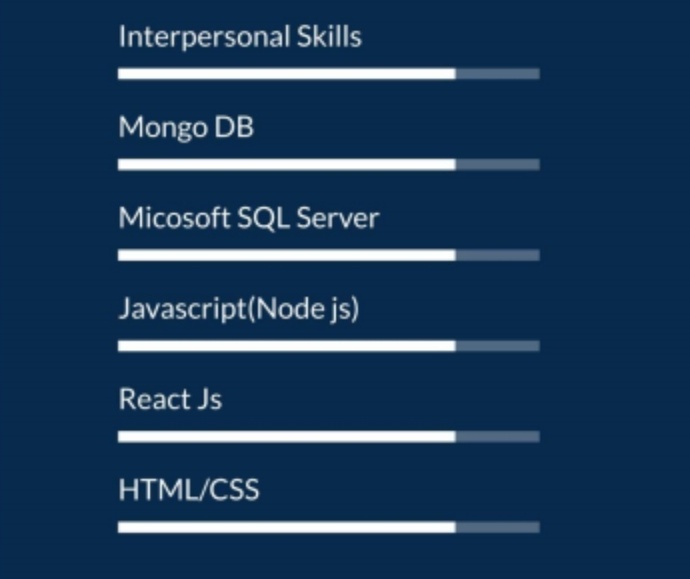 Interpersonal Skills
Mongo DB
Micosoft SQL Server
Javascript(Node js)
React Js
HTML/CSS